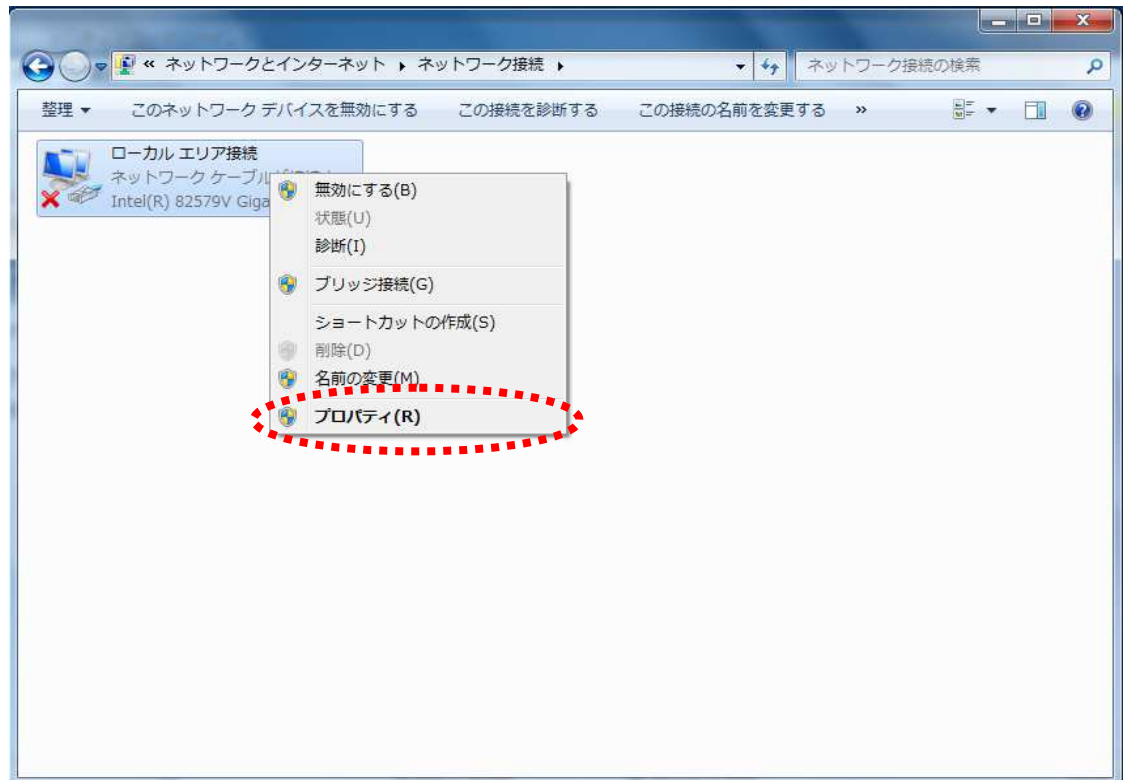 « ネットワークとインターネット ▸ ネットワーク接続 ▸
ネットワーク接続の検索
整理 ▼ このネットワーク デバイスを無効にする この接続を診断する この接続の名前を変更する »
ローカル エリア接続
ネットワーク ケーブル
Intel(R) 82579V Giga
無効にする(B)
状態(U)
診断(I)
ブリッジ接続(G)
ショートカットの作成(S)
削除(D)
名前の変更(M)
プロパティ(R)